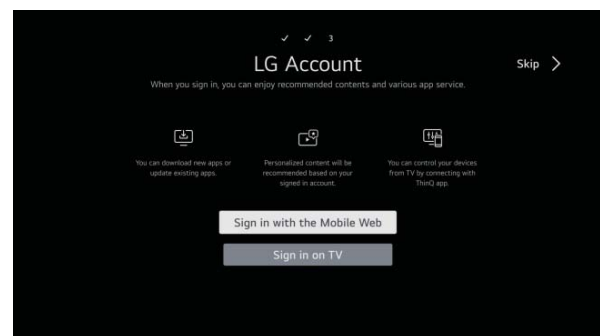 ✓ ✓ 3
LG Account
Skip >
When you sign in, you can enjoy recommended contents and various app service.
You can download new apps or
update existing apps.
Personalized content will be
recommended based on your
signed in account.
You can control your devices
from TV by connecting with
ThinQ app.
Sign in with the Mobile Web
Sign in on TV